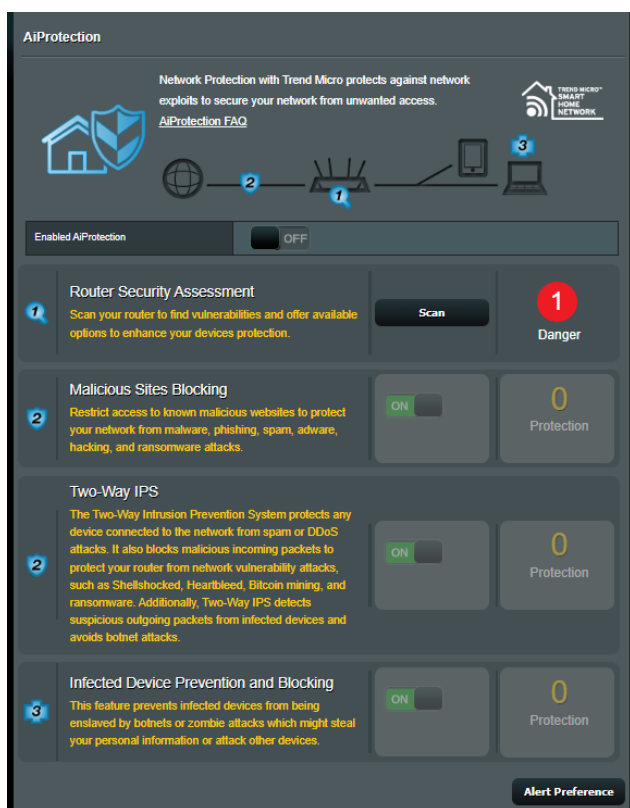 AiProtection
Network Protection with Trend Micro protects against network
exploits to secure your network from unwanted access.
AiProtection FAQ
TREND MICRO™
SMART
HOME
NETWORK
3
2
1
Enabled AiProtection
OFF
1
Router Security Assessment
Scan your router to find vulnerabilities and offer available
options to enhance your devices protection.
Scan
1
Danger
2
Malicious Sites Blocking
Restrict access to known malicious websites to protect
your network from malware, phishing, spam, adware,
hacking, and ransomware attacks.
ON
0
Protection
2
Two-Way IPS
The Two-Way Intrusion Prevention System protects any
device connected to the network from spam or DDoS
attacks. It also blocks malicious incoming packets to
protect your router from network vulnerability attacks,
such as Shellshocked, Heartbleed, Bitcoin mining, and
ransomware. Additionally, Two-Way IPS detects
suspicious outgoing packets from infected devices and
avoids botnet attacks.
ON
0
Protection
3
Infected Device Prevention and Blocking
This feature prevents infected devices from being
enslaved by botnets or zombie attacks which might steal
your personal information or attack other devices.
ON
0
Protection
Alert Preference